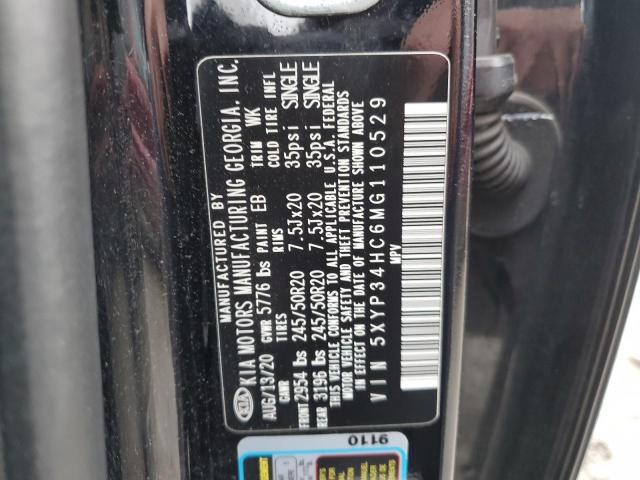 KIA
MANUFACTURED BY
KIA MOTORS MANUFACTURING GEORGIA, INC.
AUG/13/20 GVWR 5776 lbs PAINT EB TRIM WK
GAWR TIRES RIMS COLD TIRE INFL
FRONT 2954 lbs 245/50R20 7.5Jx20 35psi SINGLE
REAR 3196 lbs 245/50R20 7.5Jx20 35psi SINGLE
THIS VEHICLE CONFORMS TO ALL APPLICABLE U.S.A. FEDERAL
MOTOR VEHICLE SAFETY AND THEFT PREVENTION STANDARDS
IN EFFECT ON THE DATE OF MANUFACTURE SHOWN ABOVE
VIN 5XYP34HC6MG110529
MPV
9110